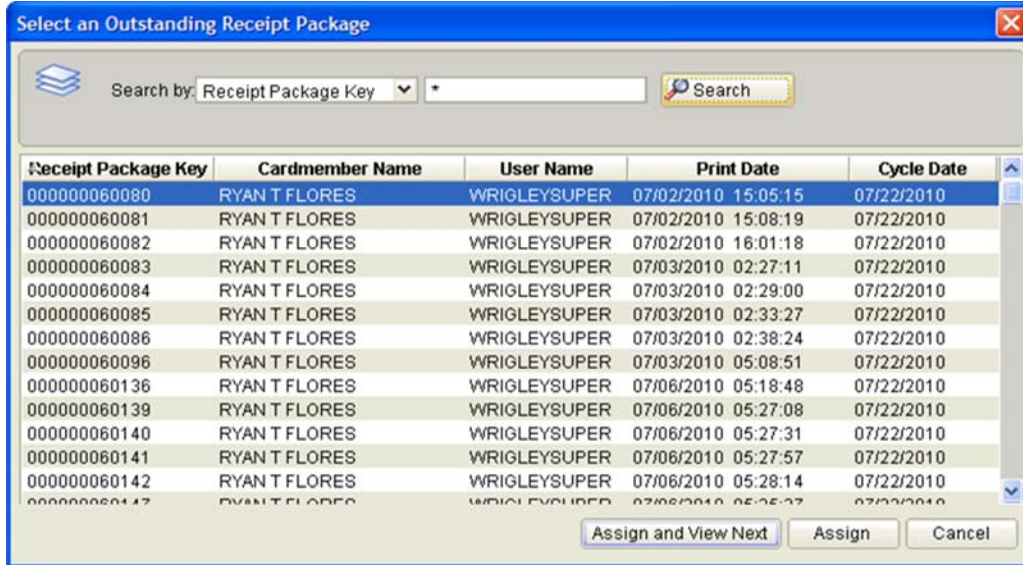 Select an Outstanding Receipt Package
Search by: Receipt Package Key * Search
Receipt Package Key Cardmember Name User Name Print Date Cycle Date
000000060080 RYAN T FLORES WRIGLEYSUPER 07/02/2010 15:05:15 07/22/2010
000000060081 RYAN T FLORES WRIGLEYSUPER 07/02/2010 15:08:19 07/22/2010
000000060082 RYAN T FLORES WRIGLEYSUPER 07/02/2010 16:01:18 07/22/2010
000000060083 RYAN T FLORES WRIGLEYSUPER 07/03/2010 02:27:11 07/22/2010
000000060084 RYAN T FLORES WRIGLEYSUPER 07/03/2010 02:29:00 07/22/2010
000000060085 RYAN T FLORES WRIGLEYSUPER 07/03/2010 02:33:27 07/22/2010
000000060086 RYAN T FLORES WRIGLEYSUPER 07/03/2010 02:38:24 07/22/2010
000000060096 RYAN T FLORES WRIGLEYSUPER 07/03/2010 05:08:51 07/22/2010
000000060136 RYAN T FLORES WRIGLEYSUPER 07/06/2010 05:18:48 07/22/2010
000000060139 RYAN T FLORES WRIGLEYSUPER 07/06/2010 05:27:08 07/22/2010
000000060140 RYAN T FLORES WRIGLEYSUPER 07/06/2010 05:27:31 07/22/2010
000000060141 RYAN T FLORES WRIGLEYSUPER 07/06/2010 05:27:57 07/22/2010
000000060142 RYAN T FLORES WRIGLEYSUPER 07/06/2010 05:28:14 07/22/2010
RYAN T FLORES WRIGLEYSUPER
Assign and View Next Assign Cancel